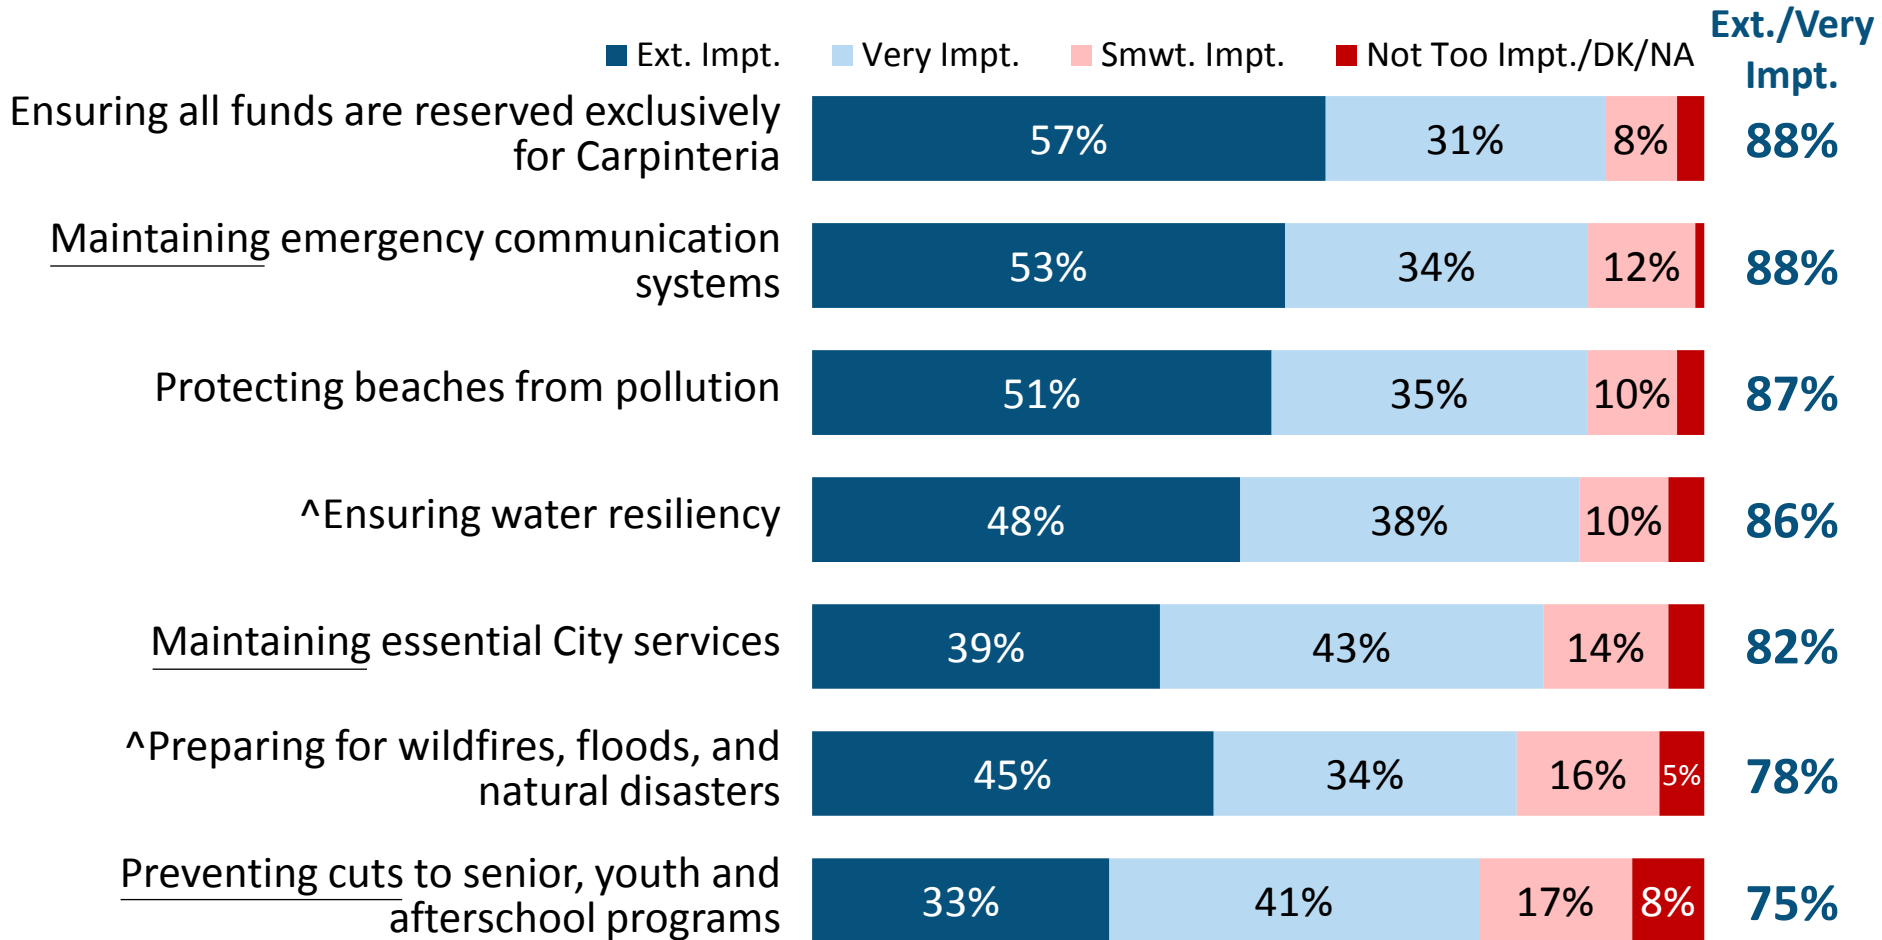 Ext./Very
Impt.
Ext. Impt. Very Impt. Smwt. Impt. Not Too Impt./DK/NA
Ensuring all funds are reserved exclusively
for Carpinteria
57% 31% 8% 88%
Maintaining emergency communication
systems
53% 34% 12% 88%
Protecting beaches from pollution 51% 35% 10% 87%
^Ensuring water resiliency 48% 38% 10% 86%
Maintaining essential City services 39% 43% 14% 82%
^Preparing for wildfires, floods, and
natural disasters
45% 34% 16% 5% 78%
Preventing cuts to senior, youth and
afterschool programs
33% 41% 17% 8% 75%